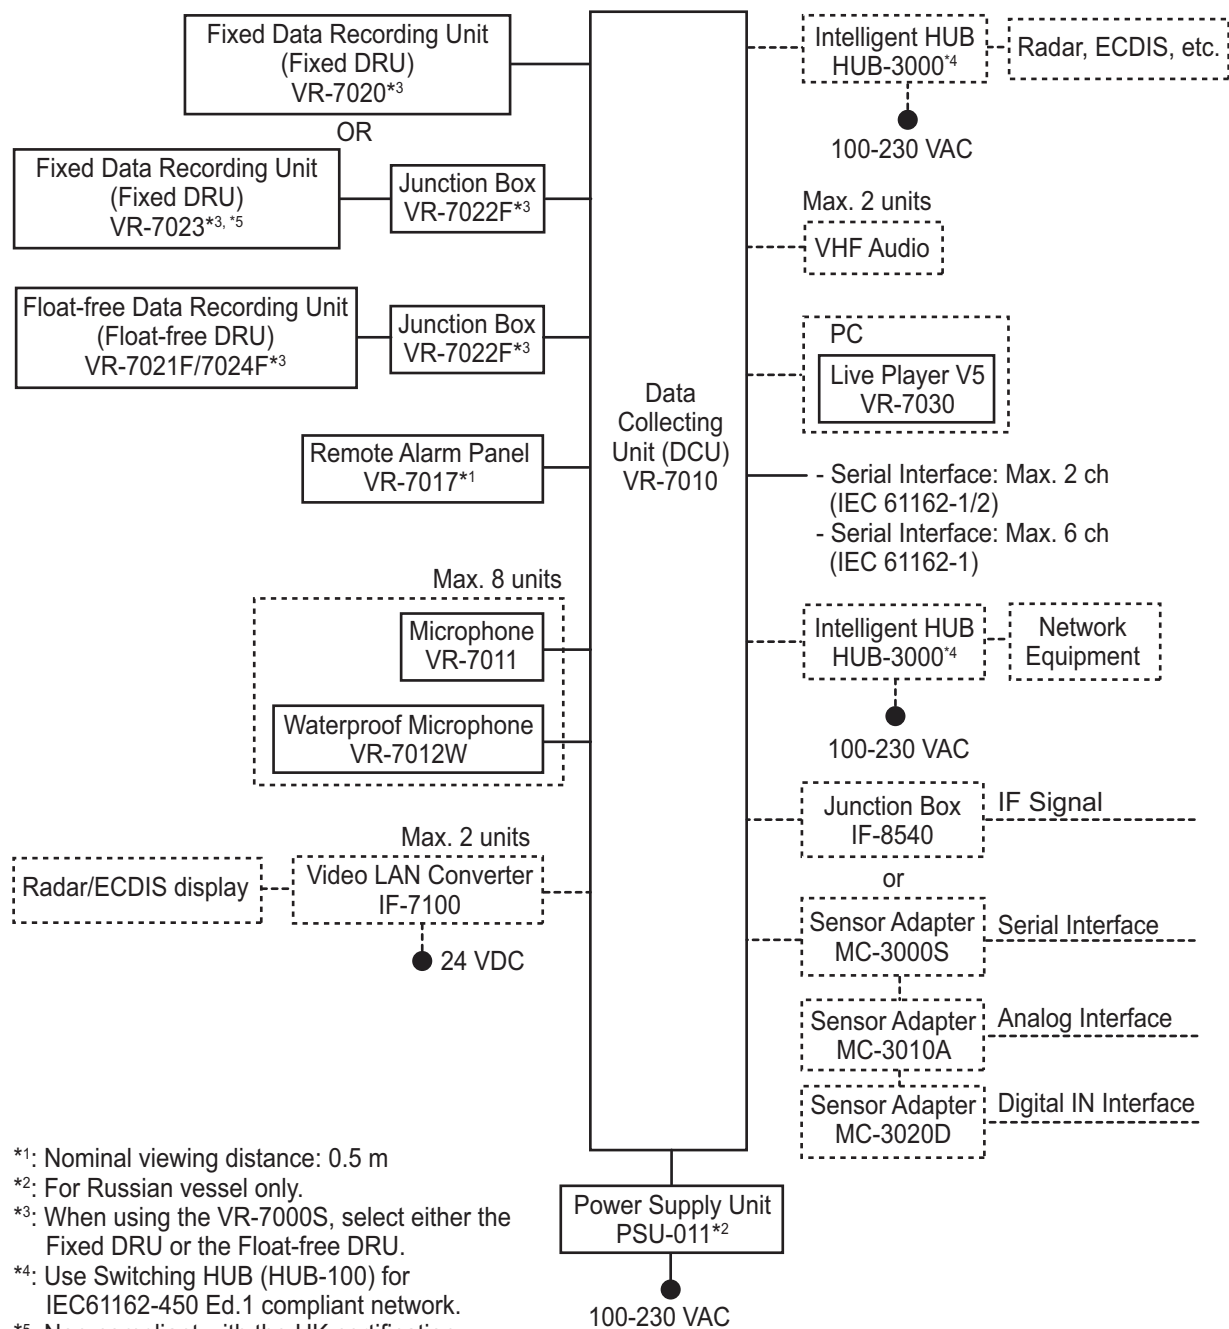 Fixed Data Recording Unit
(Fixed DRU)
VR-7020*3
OR
Fixed Data Recording Unit
(Fixed DRU)
VR-7023*3, *5
Junction Box
VR-7022F*3
Float-free Data Recording Unit
(Float-free DRU)
VR-7021F/7024F*3
Junction Box
VR-7022F*3
Remote Alarm Panel
VR-7017*1
Max. 8 units
Microphone
VR-7011
Waterproof Microphone
VR-7012W
Max. 2 units
Radar/ECDIS display
Video LAN Converter
IF-7100
24 VDC
Data
Collecting
Unit (DCU)
VR-7010
Intelligent HUB
HUB-3000*4
Radar, ECDIS, etc.
100-230 VAC
Max. 2 units
VHF Audio
PC
Live Player V5
VR-7030
- Serial Interface: Max. 2 ch
(IEC 61162-1/2)
- Serial Interface: Max. 6 ch
(IEC 61162-1)
Intelligent HUB
HUB-3000*4
Network
Equipment
100-230 VAC
Junction Box
IF-8540
IF Signal
or
Sensor Adapter
MC-3000S
Serial Interface
Sensor Adapter
MC-3010A
Analog Interface
Sensor Adapter
MC-3020D
Digital IN Interface
Power Supply Unit
PSU-011*2
100-230 VAC
*1: Nominal viewing distance: 0.5 m
*2: For Russian vessel only.
*3: When using the VR-7000S, select either the
Fixed DRU or the Float-free DRU.
*4: Use Switching HUB (HUB-100) for
IEC61162-450 Ed.1 compliant network.